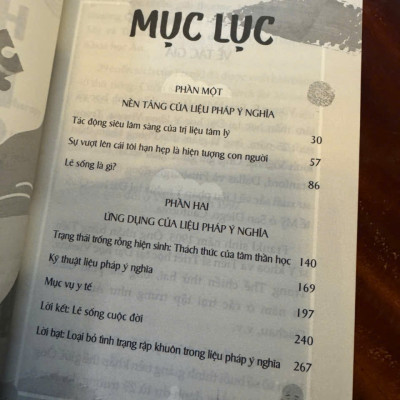 MỤC LỤC
PHẦN MỘT
NỀN TẢNG CỦA LIỆU PHÁP Ý NGHĨA
Tác động siêu lâm sàng của trị liệu tâm lý 30
Sự vượt lên cái tôi hạn hẹp là hiện tượng con người 57
Lẽ sống là gì? 86
PHẦN HAI
ỨNG DỤNG CỦA LIỆU PHÁP Ý NGHĨA
Trạng thái trống rỗng hiện sinh: Thách thức của tâm thần học 140
Kỹ thuật liệu pháp ý nghĩa 169
Mục vụ y tế 197
Lời kết: Lẽ sống cuộc đời 240
Lời bạt: Loại bỏ tình trạng rập khuôn trong liệu pháp ý nghĩa 267